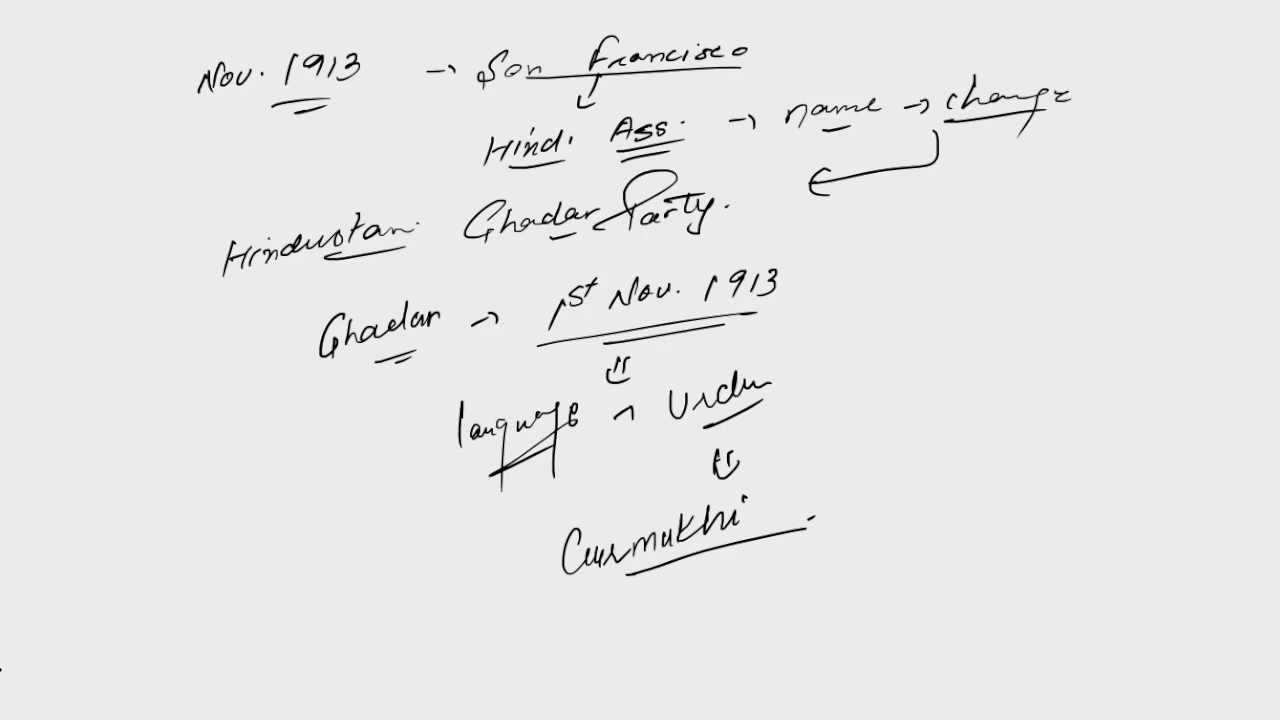 Nov. 1913 → San Francisco
Hindi Ass. → name → change
Hindustan Ghadar Party.
Ghadar → 1st Nov. 1913
language → Urdu
Gurmukhi